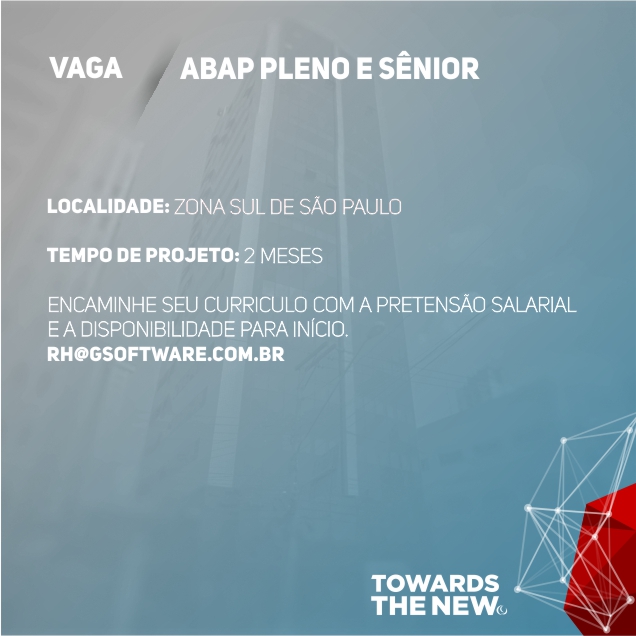 VAGA ABAP PLENO E SÊNIOR
LOCALIDADE: ZONA SUL DE SÃO PAULO
TEMPO DE PROJETO: 2 MESES
ENCAMINHE SEU CURRICULO COM A PRETENSÃO SALARIAL
E A DISPONIBILIDADE PARA INÍCIO.
RH@GSOFTWARE.COM.BR
TOWARDS
THE NEW